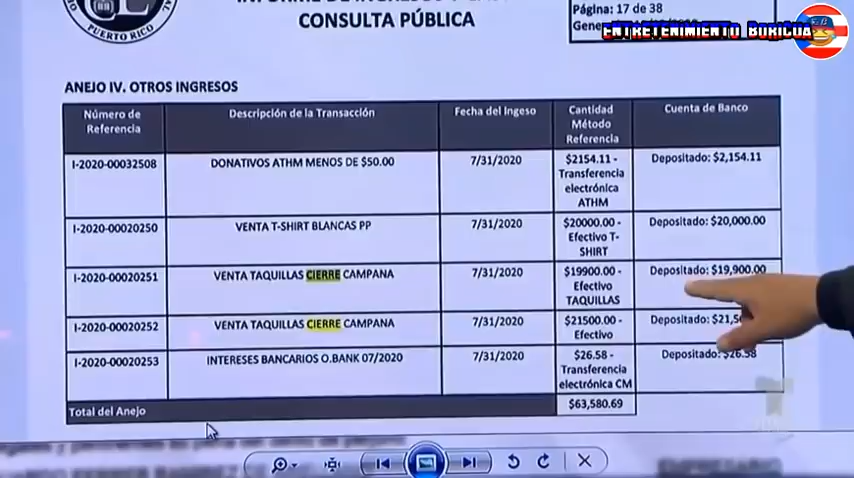 PUERTO RICO
CONSULTA PÚBLICA
Página: 17 de 38
ENTRETENIMIENTO BORICUA
ANEJO IV. OTROS INGRESOS
Número de Referencia Descripción de la Transacción Fecha del Ingeso Cantidad Método Referencia Cuenta de Banco
I-2020-00032508 DONATIVOS ATHM MENOS DE $50.00 7/31/2020 $2154.11 - Transferencia electrónica ATHM Depositado: $2,154.11
I-2020-00020250 VENTA T-SHIRT BLANCAS PP 7/31/2020 $20000.00 - Efectivo T-SHIRT Depositado: $20,000.00
I-2020-00020251 VENTA TAQUILLAS CIERRE CAMPANA 7/31/2020 $19900.00 - Efectivo TAQUILLAS Depositado: $19,900.00
I-2020-00020252 VENTA TAQUILLAS CIERRE CAMPANA 7/31/2020 $21500.00 - Efectivo Depositado:
I-2020-00020253 INTERESES BANCARIOS O.BANK 07/2020 7/31/2020 $26.58 - Transferencia electrónica CM Depositado: $26.58
Total del Anejo $63,580.69